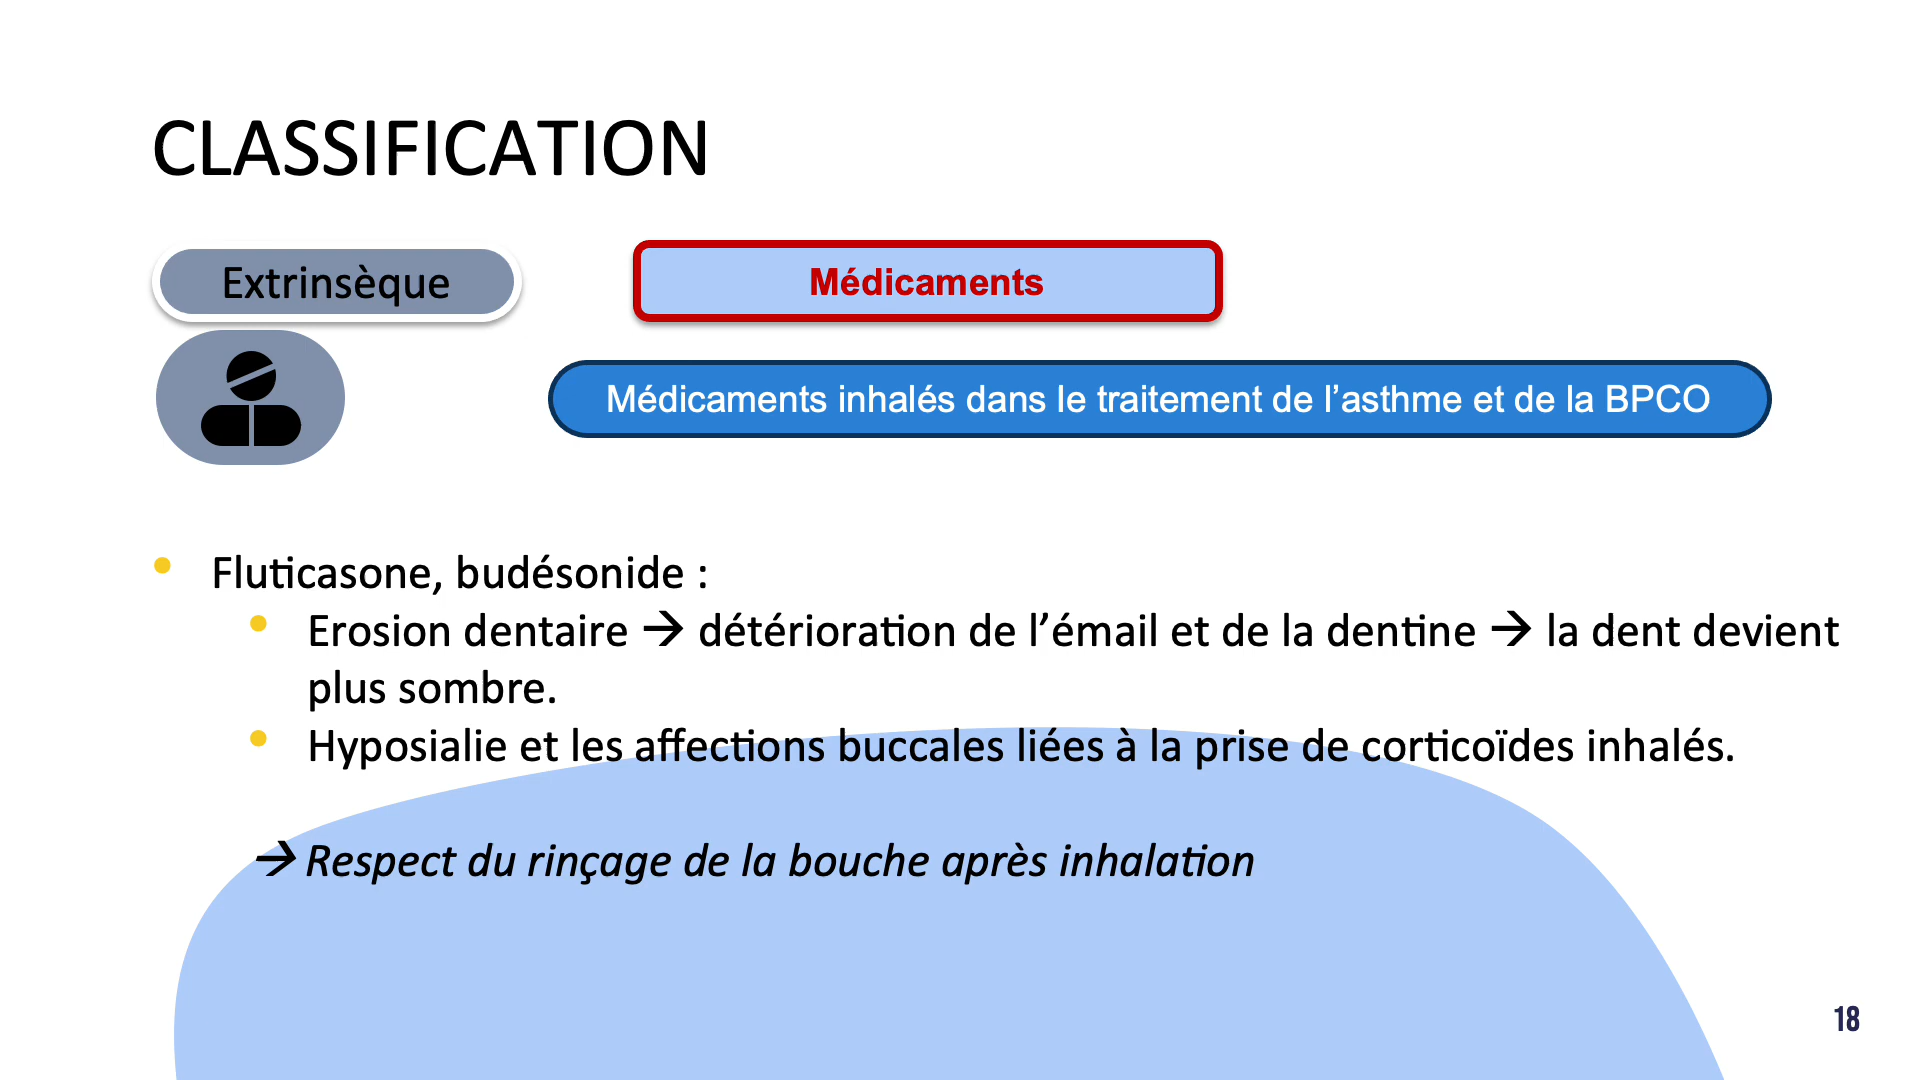 CLASSIFICATION
Extrinsèque
Médicaments
Médicaments inhalés dans le traitement de l’asthme et de la BPCO
• Fluticasone, budésonide :
• Erosion dentaire → détérioration de l’émail et de la dentine → la dent devient
plus sombre.
• Hyposialie et les affections buccales liées à la prise de corticoïdes inhalés.
→ Respect du rinçage de la bouche après inhalation
18